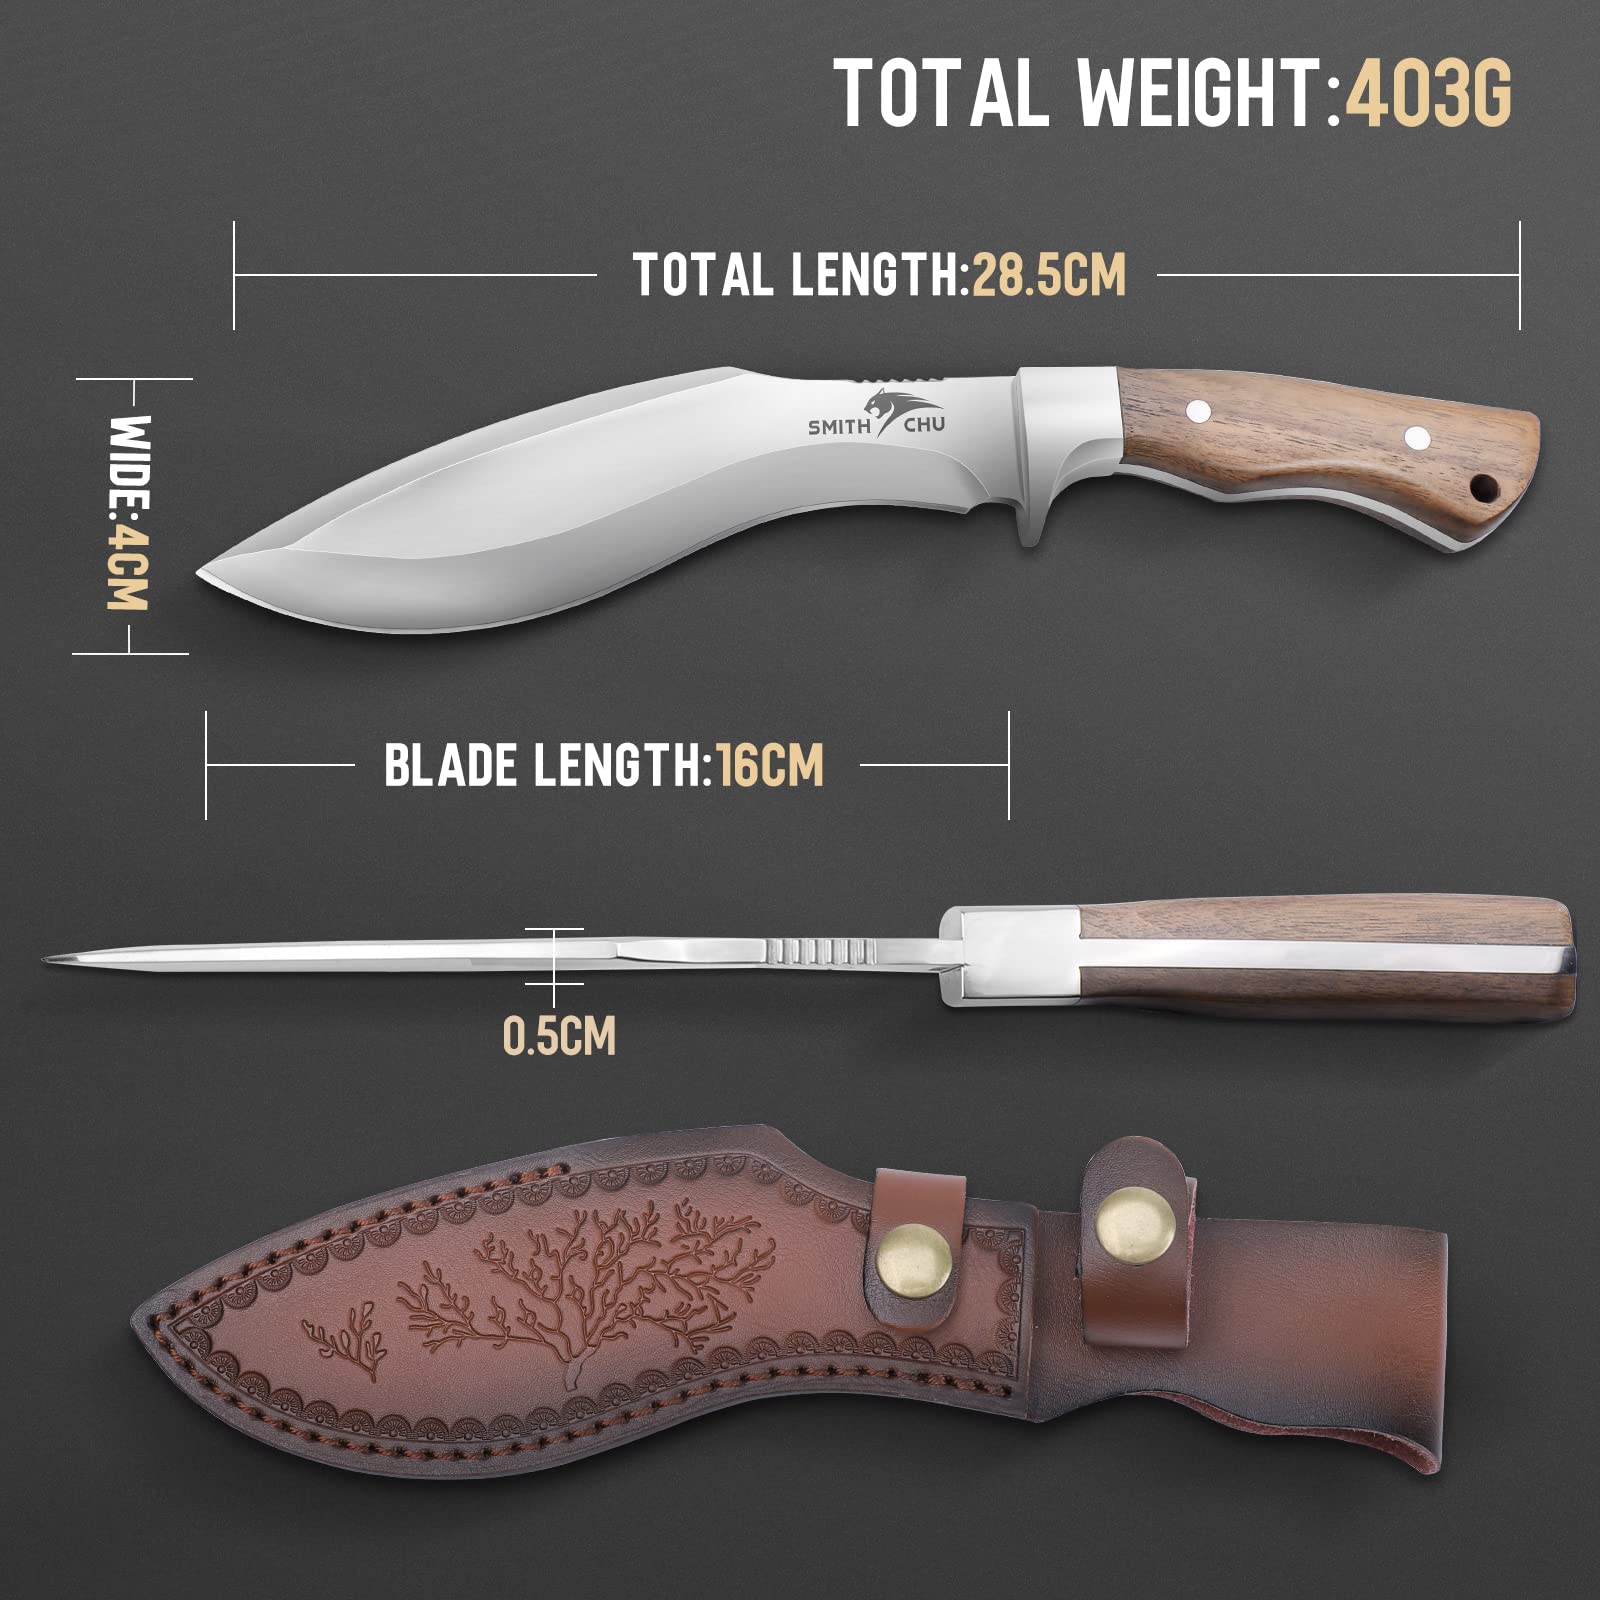 TOTAL WEIGHT:403G
TOTAL LENGTH:28.5CM
SMITH CHU
WIDE:4CM
BLADE LENGTH:16CM
0.5CM